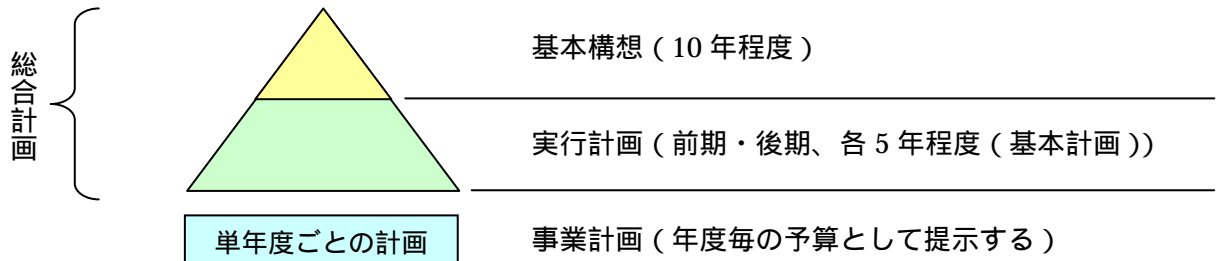 総合計画
基本構想（10 年程度）
実行計画（前期・後期、各 5 年程度（基本計画））
単年度ごとの計画
事業計画（年度毎の予算として提示する）